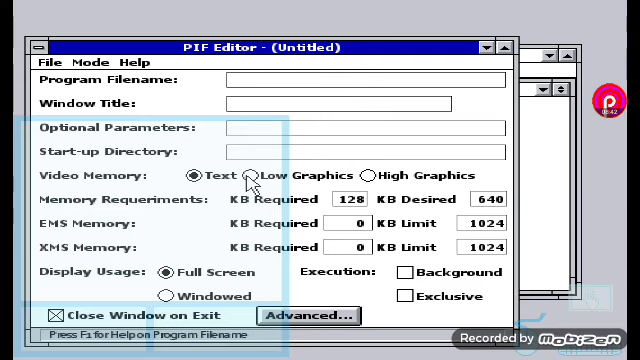 PIF Editor - (Untitled)
File Mode Help
Program Filename:
Window Title:
Optional Parameters:
Start-up Directory:
Video Memory: Text Low Graphics High Graphics
Memory Requeriments: KB Required 128 KB Desired 640
EMS Memory: KB Required 0 KB Limit 1024
XMS Memory: KB Required 0 KB Limit 1024
Display Usage: Full Screen Execution: Background
Windowed Exclusive
Close Window on Exit Advanced...
Press F1 for Help on Program Filename
06:42
Recorded by Mobizen